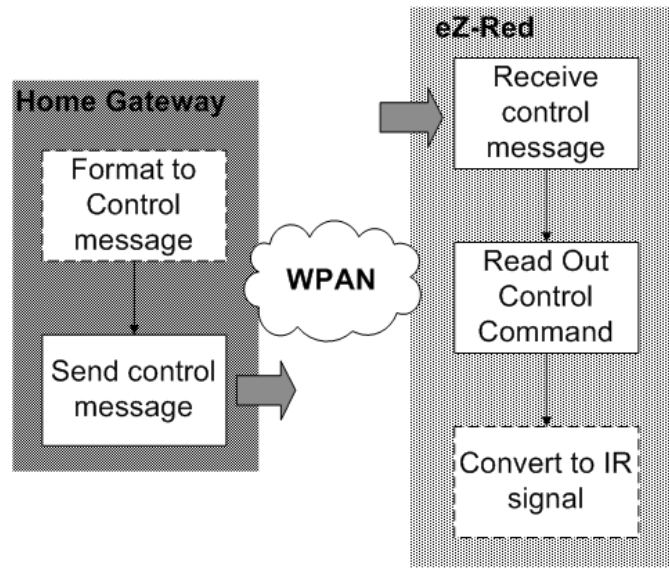 Home Gateway
Format to
Control
message
Send control
message
WPAN
eZ-Red
Receive
control
message
Read Out
Control
Command
Convert to IR
signal